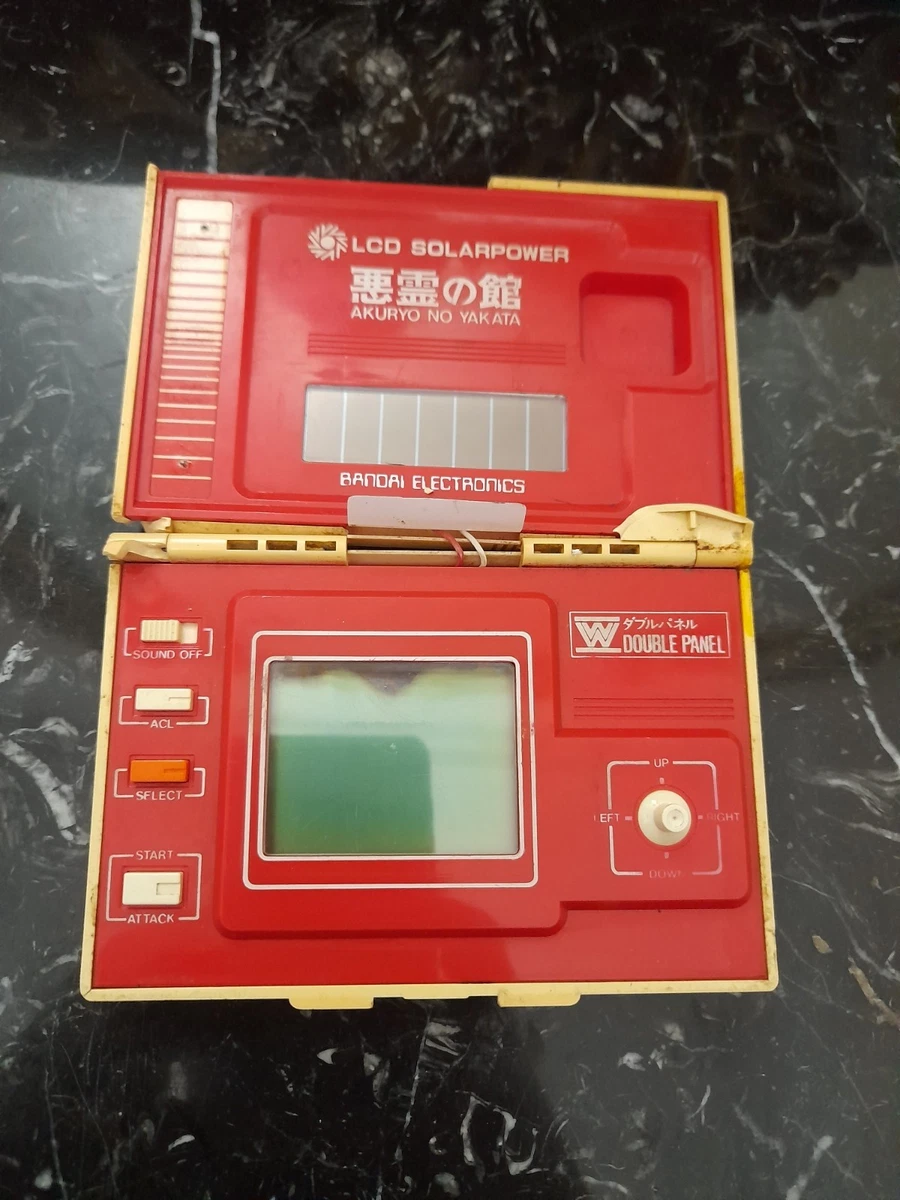 LCD SOLARPOWER
悪霊の館
AKURYO NO YAKATA
BANDAI ELECTRONICS
SOUND OFF
ACL
SELECT
START
ATTACK
W ダブルパネル
DOUBLE PANEL
UP
LEFT
RIGHT
DOWN